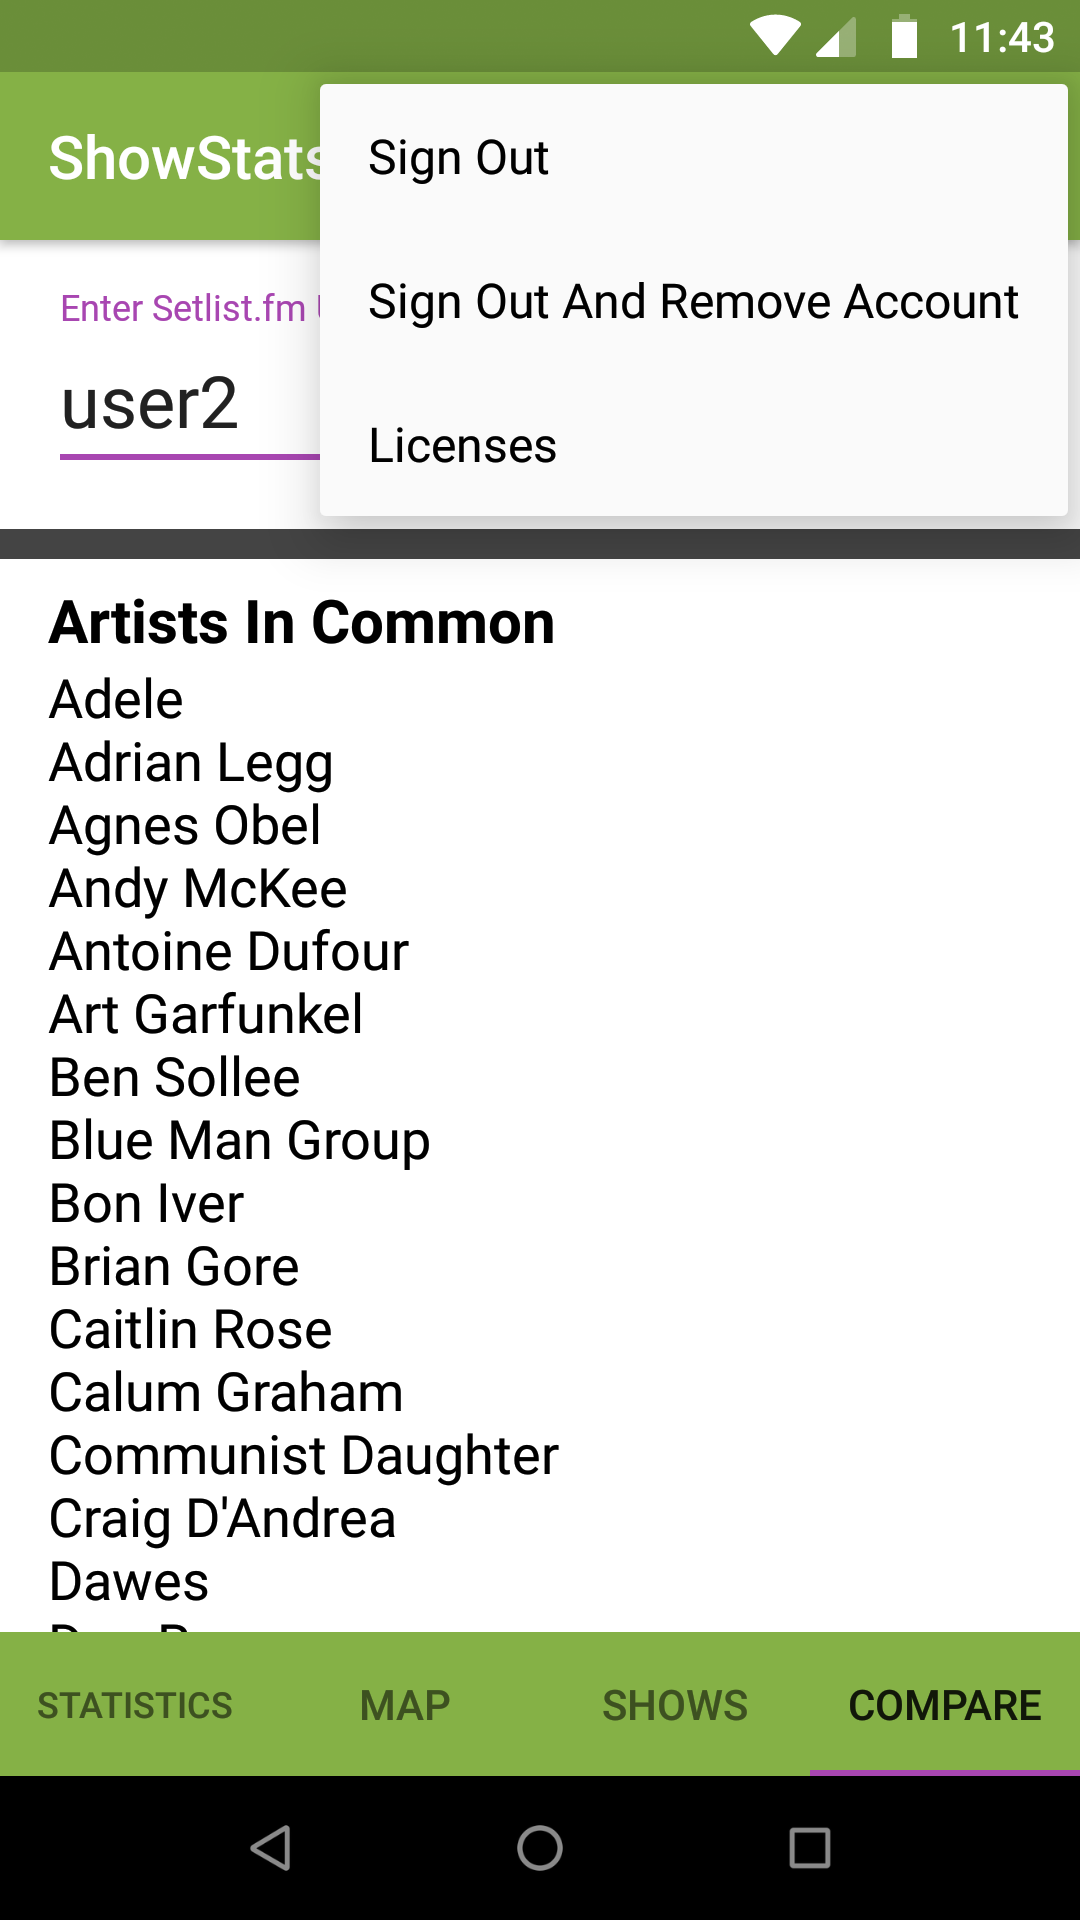 11:43
ShowStats
Sign Out
Sign Out And Remove Account
Licenses
Enter Setlist.fm
user2
Artists In Common
Adele
Adrian Legg
Agnes Obel
Andy McKee
Antoine Dufour
Art Garfunkel
Ben Sollee
Blue Man Group
Bon Iver
Brian Gore
Caitlin Rose
Calum Graham
Communist Daughter
Craig D'Andrea
Dawes
STATISTICS
MAP
SHOWS
COMPARE